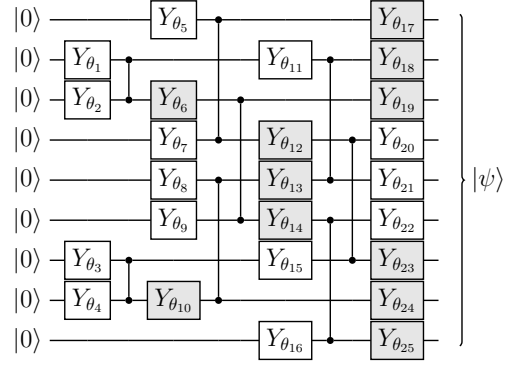 |0⟩ Y_{θ_5} Y_{θ_17}
|0⟩ Y_{θ_1} Y_{θ_11} Y_{θ_18}
|0⟩ Y_{θ_2} Y_{θ_6} Y_{θ_19}
|0⟩ Y_{θ_7} Y_{θ_12} Y_{θ_20}
|0⟩ Y_{θ_8} Y_{θ_13} Y_{θ_21} |ψ⟩
|0⟩ Y_{θ_9} Y_{θ_14} Y_{θ_22}
|0⟩ Y_{θ_3} Y_{θ_15} Y_{θ_23}
|0⟩ Y_{θ_4} Y_{θ_10} Y_{θ_24}
|0⟩ Y_{θ_16} Y_{θ_25}